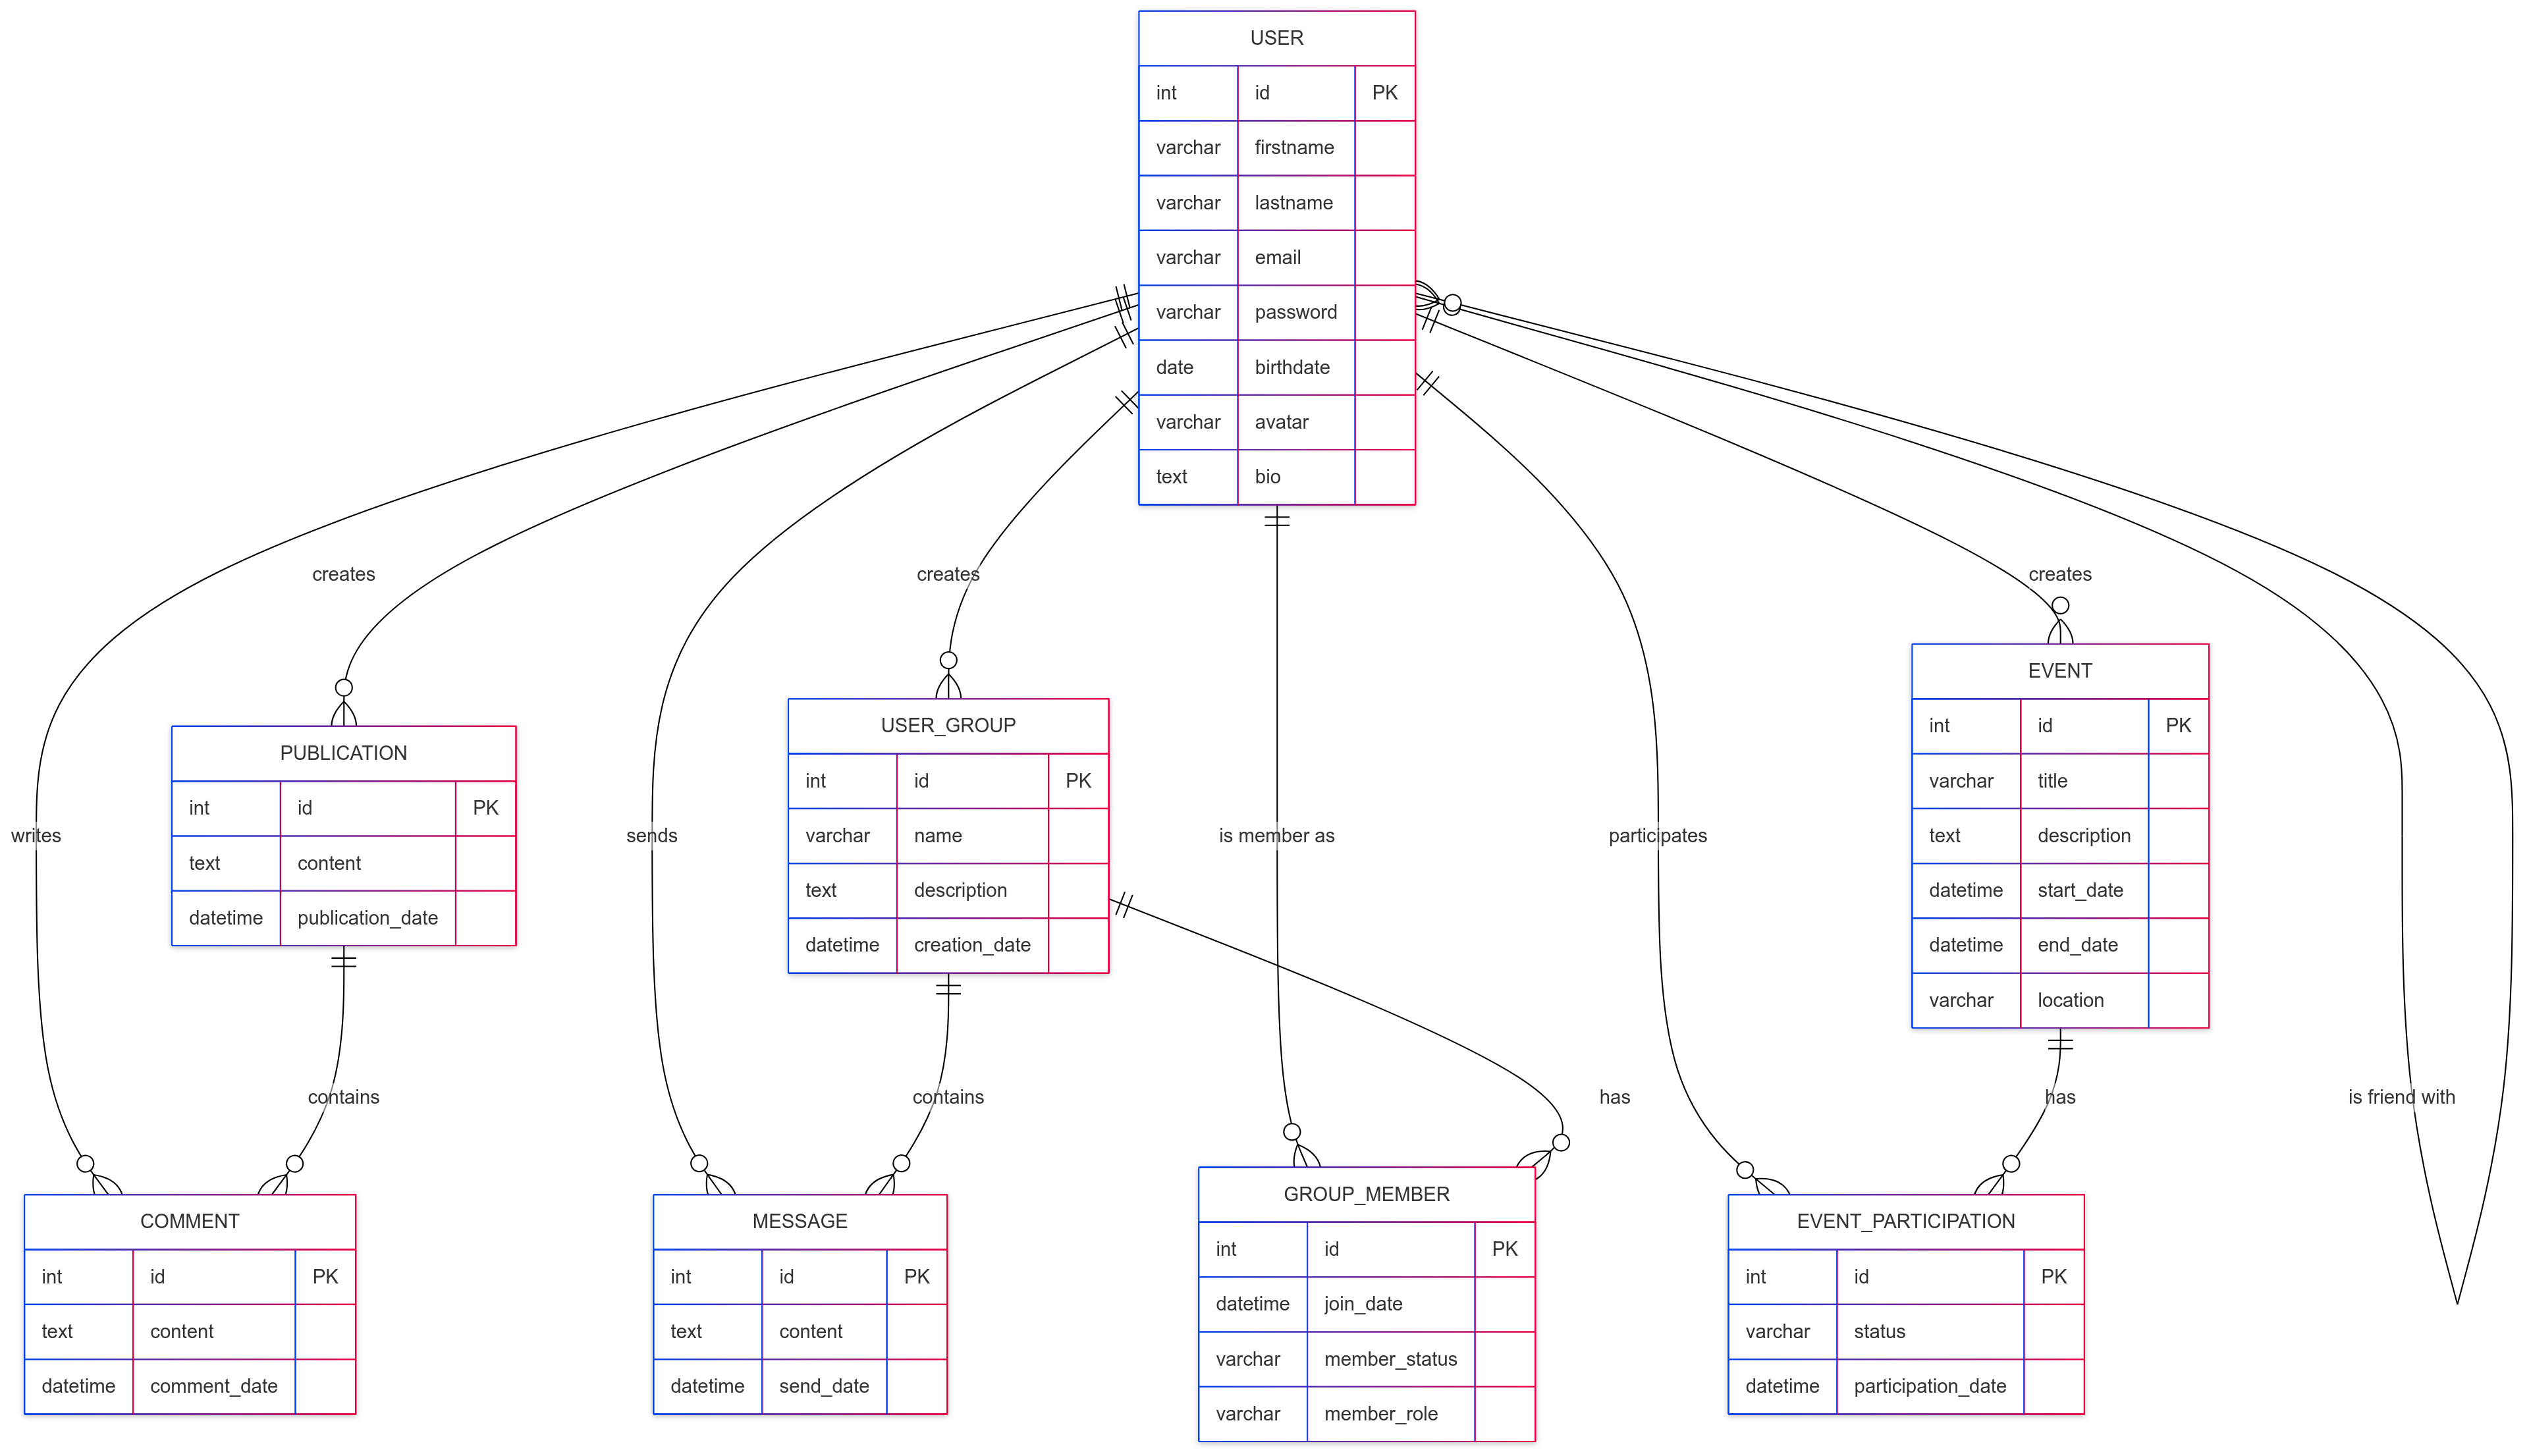 USER
int id PK
varchar firstname
varchar lastname
varchar email
varchar password
date birthdate
varchar avatar
text bio
creates
creates
creates
writes
sends
is member as
participates
PUBLICATION
int id PK
text content
datetime publication_date
USER_GROUP
int id PK
varchar name
text description
datetime creation_date
EVENT
int id PK
varchar title
text description
datetime start_date
datetime end_date
varchar location
contains
contains
has
has
is friend with
COMMENT
int id PK
text content
datetime comment_date
MESSAGE
int id PK
text content
datetime send_date
GROUP_MEMBER
int id PK
datetime join_date
varchar member_status
varchar member_role
EVENT_PARTICIPATION
int id PK
varchar status
datetime participation_date